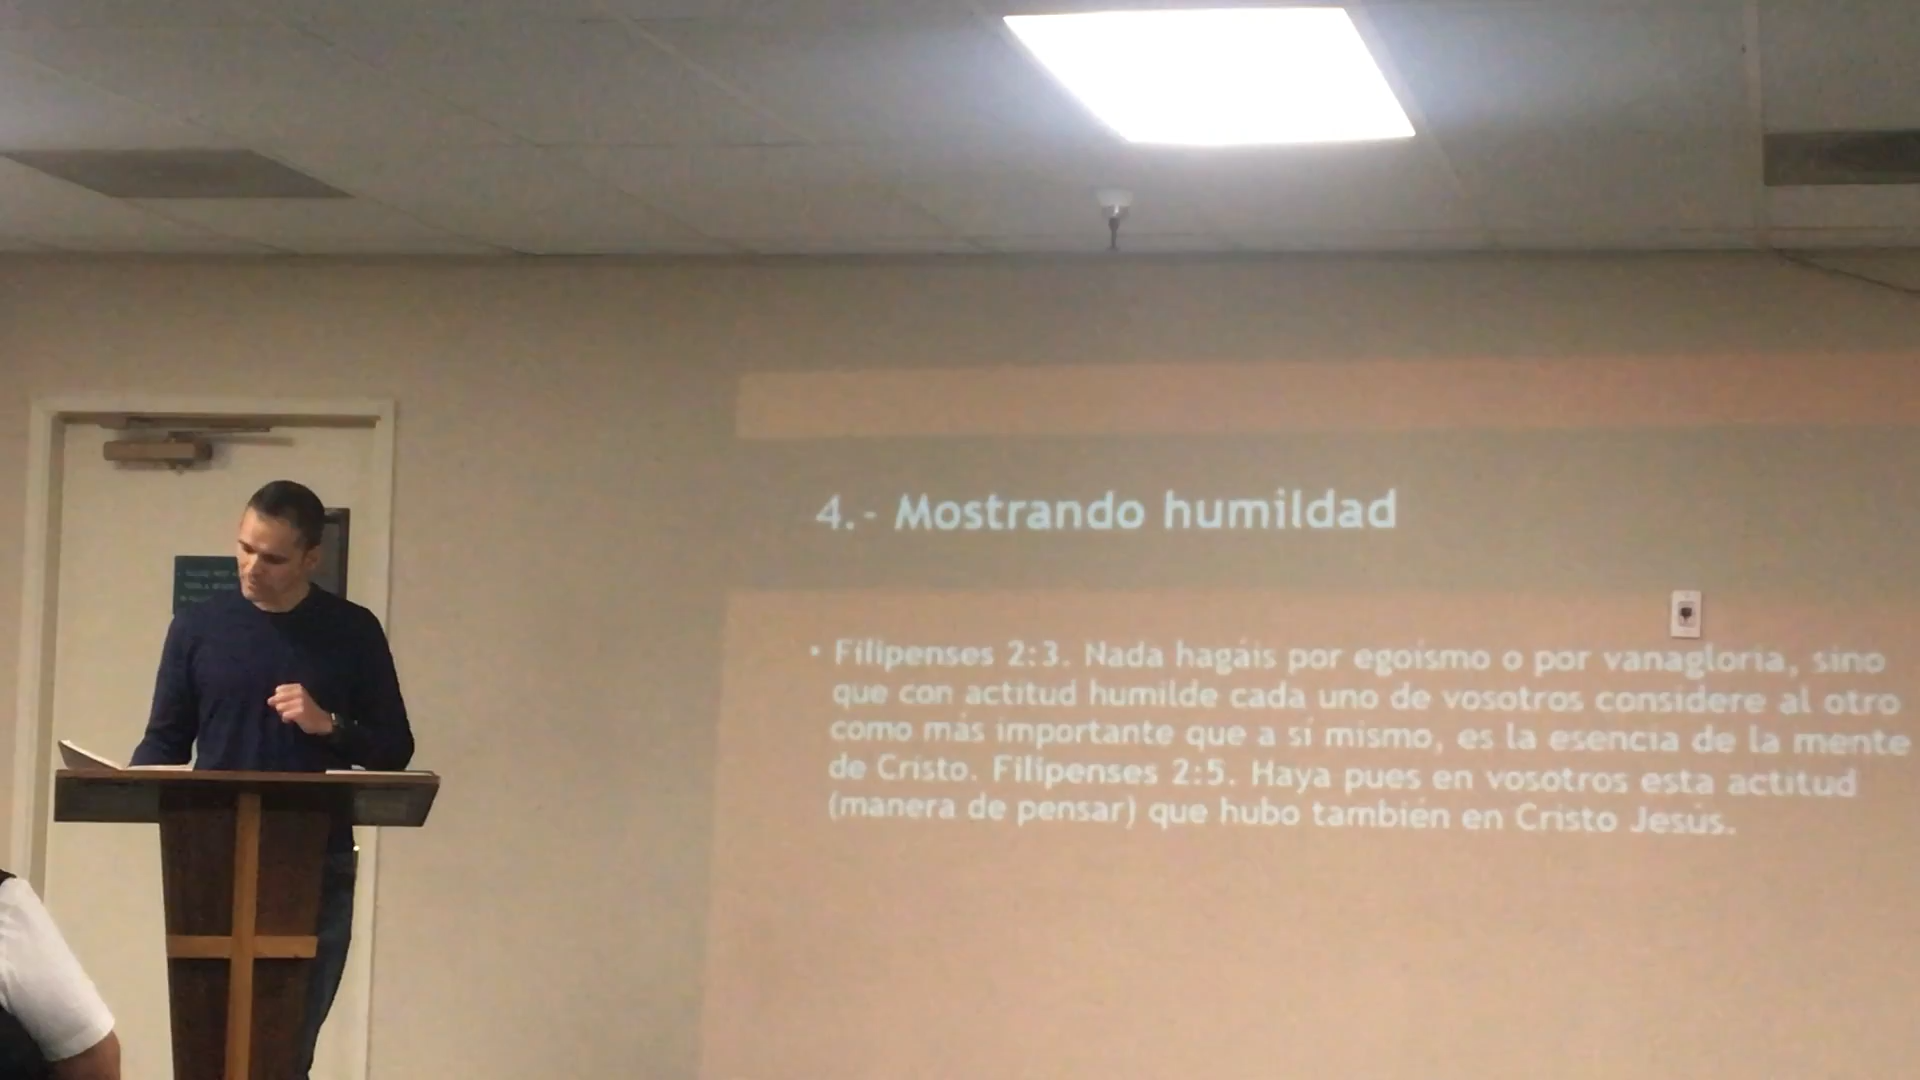 4.- Mostrando humildad
• Filipenses 2:3. Nada hagáis por egoismo o por vanagloria, sino
que con actitud humilde cada uno de vosotros considere al otro
como más importante que a sí mismo, es la esencia de la mente
de Cristo. Filipenses 2:5. Haya pues en vosotros esta actitud
(manera de pensar) que hubo también en Cristo Jesús.